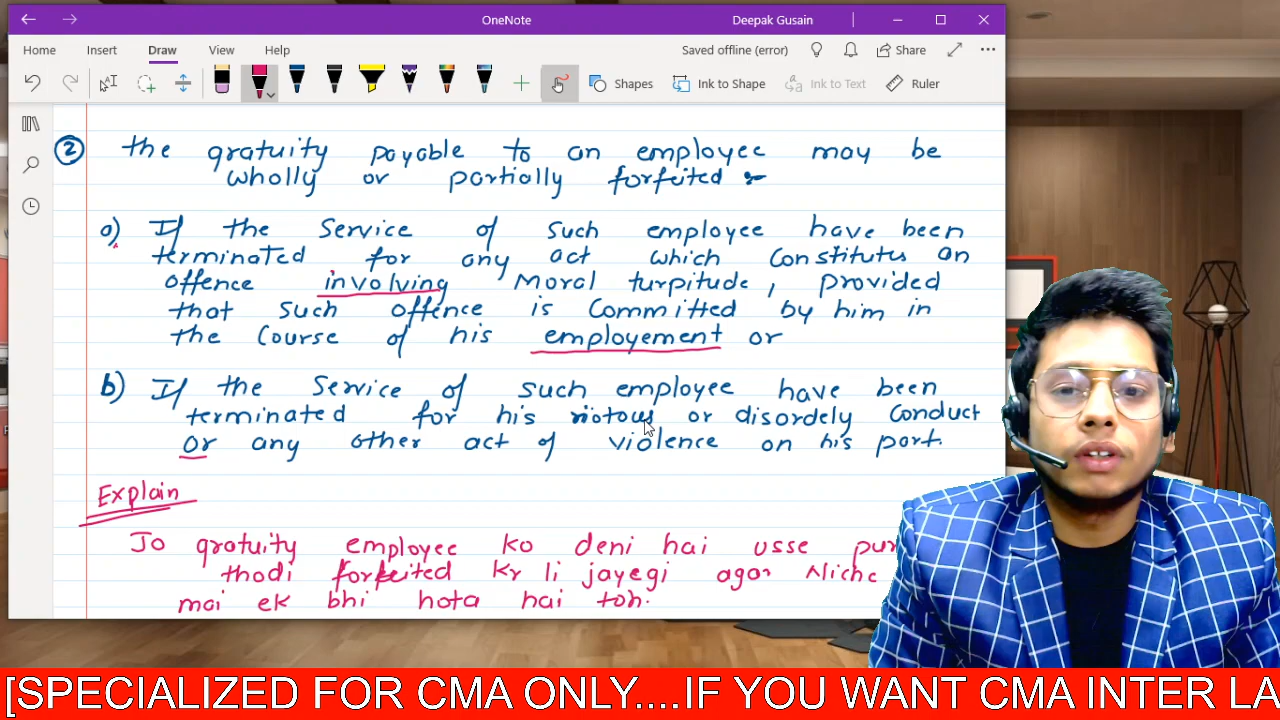 OneNote
Deepak Gusain
Home Insert Draw View Help
Saved offline (error)
Share
Shapes
Ink to Shape
Ink to Text
Ruler
2 the gratuity payable to an employee may be
wholly or partially forfeited :-
a) If the Service of such employee have been
terminated for any act which Constitutes an
offence involving Moral turpitude, provided
that such offence is Committed by him in
the Course of his employement or
b) If the Service of such employee have been
terminated for his riotous or disordely Conduct
or any other act of violence on his part.
Explain
Jo gratuity employee ko deni hai usse
thodi forfeited kr li jayegi agar Niche
mai ek bhi hota hai toh.
[SPECIALIZED FOR CMA ONLY....IF YOU WANT CMA INTER LA